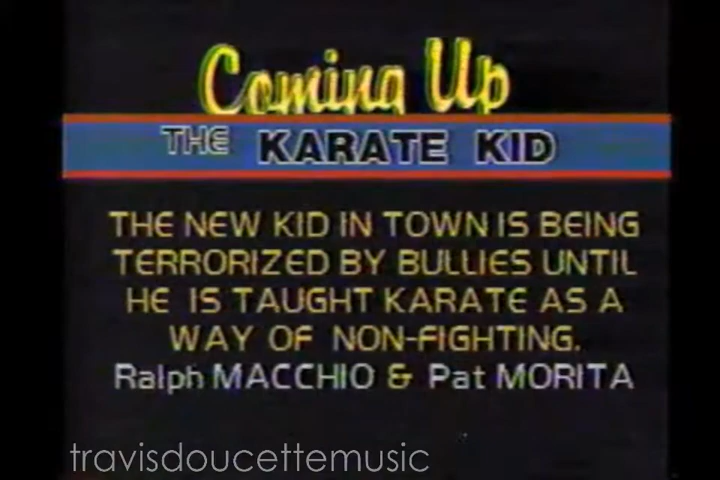 Coming Up
THE KARATE KID
THE NEW KID IN TOWN IS BEING
TERRORIZED BY BULLIES UNTIL
HE IS TAUGHT KARATE AS A
WAY OF NON-FIGHTING.
Ralph MACCHIO & Pat MORITA
travisdoucettemusic